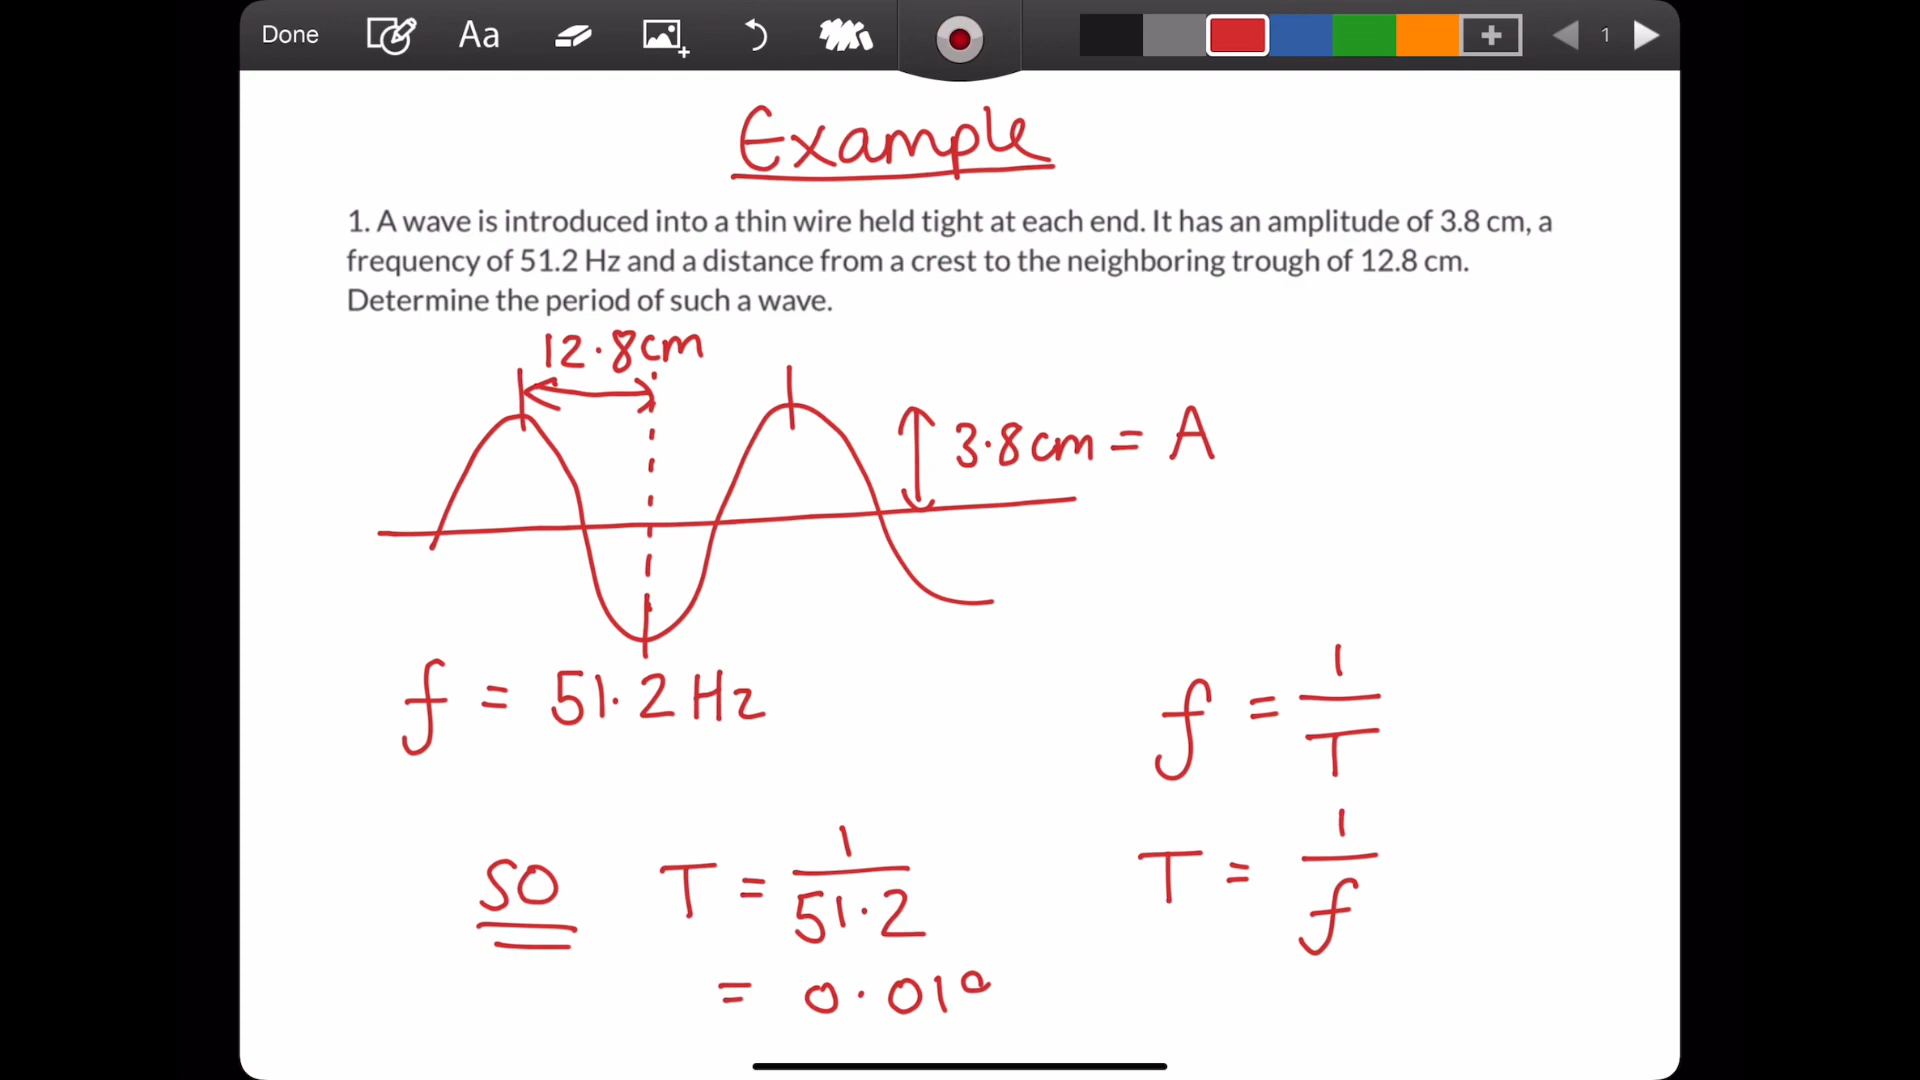 Done Aa 1
Example
1. A wave is introduced into a thin wire held tight at each end. It has an amplitude of 3.8 cm, a
frequency of 51.2 Hz and a distance from a crest to the neighboring trough of 12.8 cm.
Determine the period of such a wave.
12.8cm
3.8cm = A
f = 51.2 Hz
f = 1/T
so T = 1/51.2
T = 1/f
= 0.01